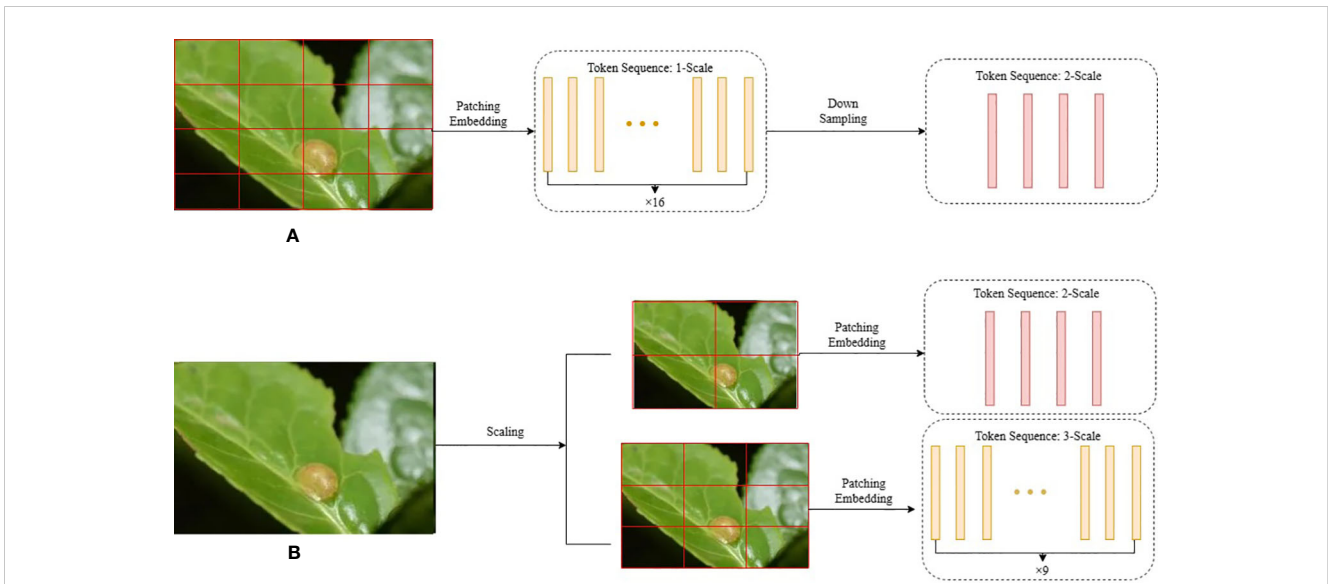 Token Sequence: 1-Scale
Patching
Embedding
×16
Down
Sampling
Token Sequence: 2-Scale
A
Scaling
Patching
Embedding
Token Sequence: 2-Scale
Patching
Embedding
Token Sequence: 3-Scale
×9
B